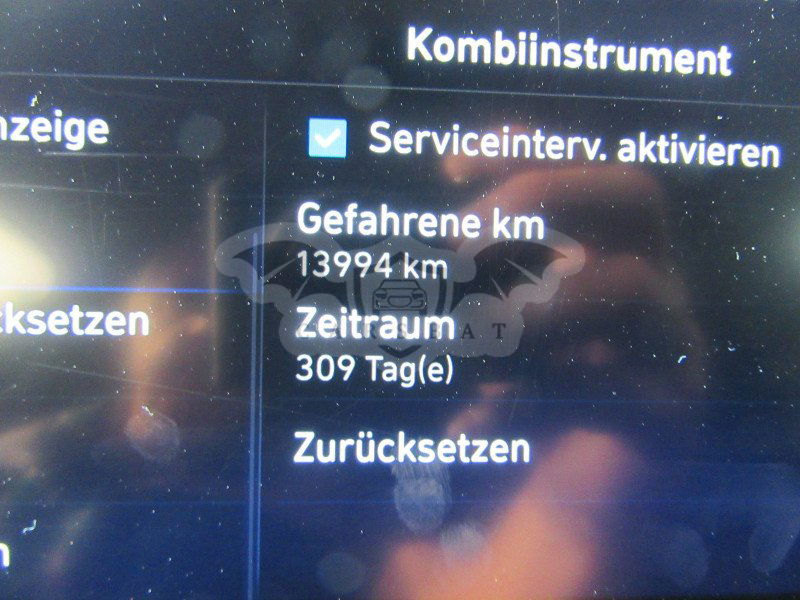 Kombiinstrument
nzeige
Serviceinterv. aktivieren
Gefahrene km
13994 km
cksetzen
Zeitraum
309 Tag(e)
Zurücksetzen
n